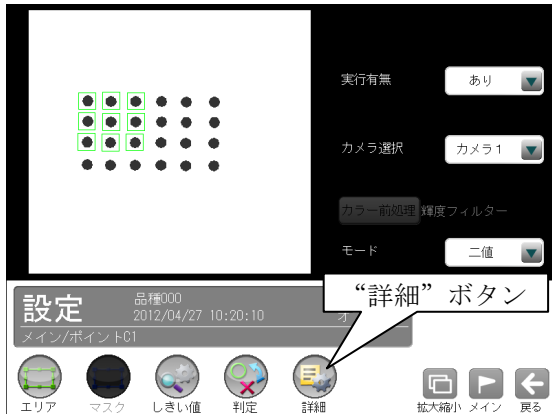 実行有無
あり
カメラ選択
カメラ1
カラー前処理 輝度フィルター
モード
二値
“詳細”ボタン
設定
品種000
2012/04/27 10:20:10
オ
メイン/ポイントC1
エリア
マスク
しきい値
判定
詳細
拡大縮小
メイン
戻る